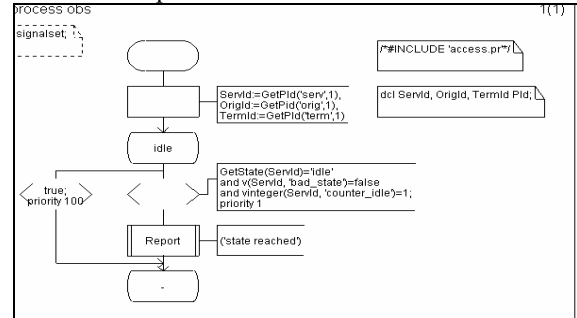 process obs
1(1)
signalset;
/*#INCLUDE 'access.pr'*/
ServId:=GetPId('serv',1),
OrigId:=GetPId('orig',1),
TermId:=GetPId('term',1)
dcl ServId, OrigId, TermId PId;
idle
GetState(ServId)='idle'
and v(ServId, 'bad_state')=false
and vinteger(ServId, 'counter_idle')=1;
priority 1
true;
priority 100
Report
('state reached')
-